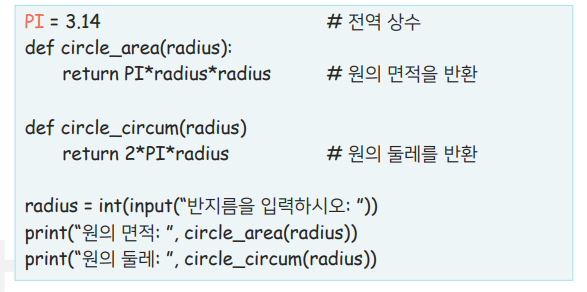 PI = 3.14 # 전역 상수
def circle_area(radius):
return PI*radius*radius # 원의 면적을 반환
def circle_circum(radius)
return 2*PI*radius # 원의 둘레를 반환
radius = int(input(“반지름을 입력하시오: ”))
print(“원의 면적: ”, circle_area(radius))
print(“원의 둘레: ”, circle_circum(radius))